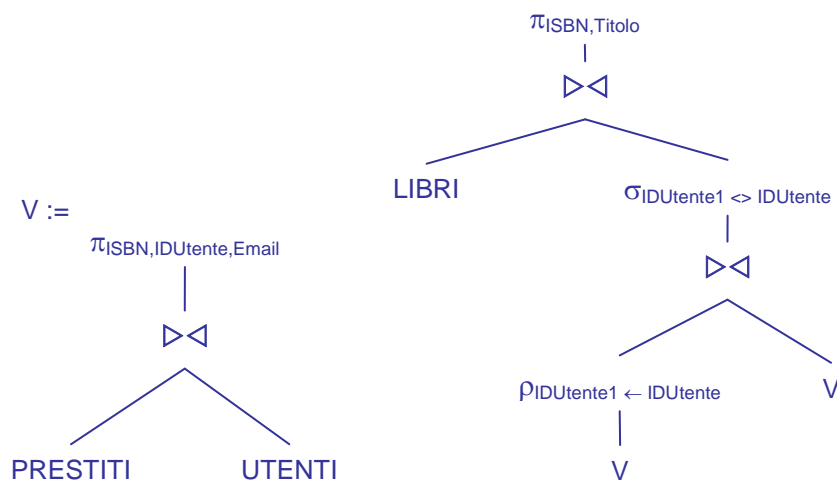 πISBN,Titolo
▷◁
LIBRI
σIDUtente1 <> IDUtente
V :=
πISBN,IDUtente,Email
▷◁
▷◁
ρIDUtente1 ← IDUtente
V
PRESTITI UTENTI
V